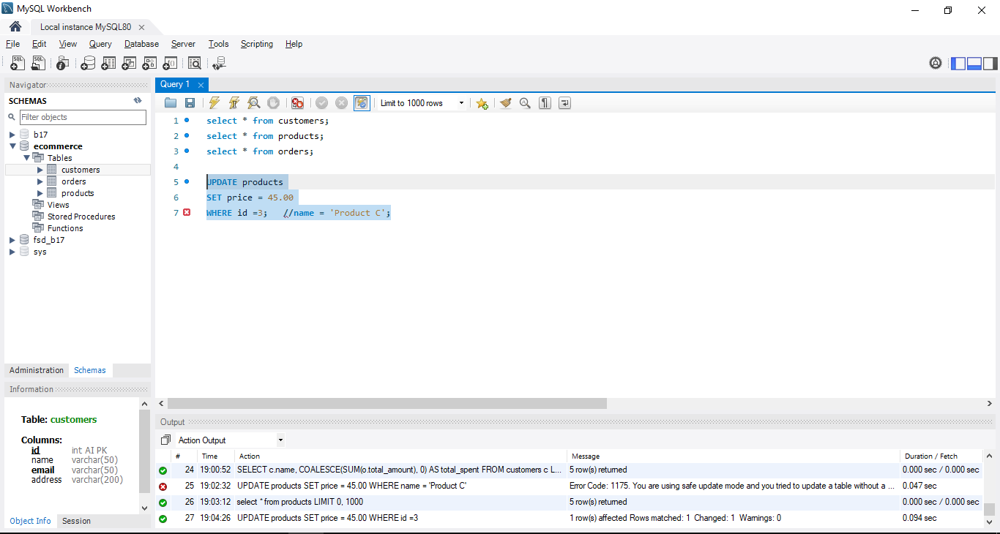 MySQL Workbench
Local instance MySQL80
File Edit View Query Database Server Tools Scripting Help
Navigator
SCHEMAS
Filter objects
b17
ecommerce
Tables
customers
orders
products
Views
Stored Procedures
Functions
fsd_b17
sys
Administration Schemas
Information
Table: customers
Columns:
id int AI PK
name varchar(50)
email varchar(50)
address varchar(200)
Object Info Session
Query 1
Limit to 1000 rows
1 select * from customers;
2 select * from products;
3 select * from orders;
4
5 UPDATE products
6 SET price = 45.00
7 WHERE id =3; //name = 'Product C';
Output
Action Output
# Time Action Message Duration / Fetch
24 19:00:52 SELECT c.name, COALESCE(SUM(o.total_amount), 0) AS total_spent FROM customers c L... 5 row(s) returned 0.000 sec / 0.000 sec
25 19:02:32 UPDATE products SET price = 45.00 WHERE name = 'Product C' Error Code: 1175. You are using safe update mode and you tried to update a table without a ... 0.047 sec
26 19:03:12 select * from products LIMIT 0, 1000 5 row(s) returned 0.000 sec / 0.000 sec
27 19:04:26 UPDATE products SET price = 45.00 WHERE id =3 1 row(s) affected Rows matched: 1 Changed: 1 Warnings: 0 0.094 sec